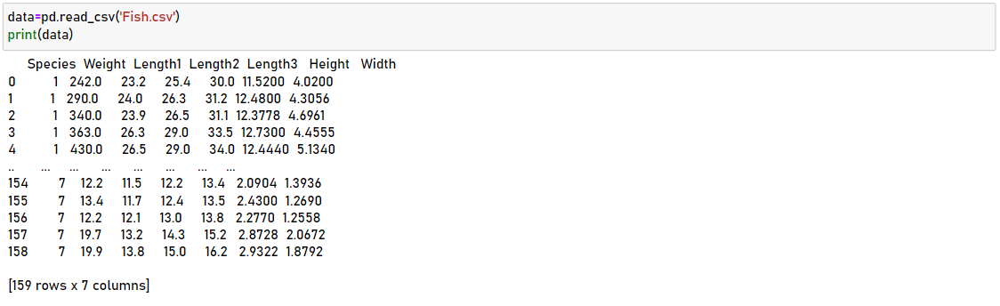 data=pd.read_csv('Fish.csv')
print(data)
Species Weight Length1 Length2 Length3 Height Width
0 1 242.0 23.2 25.4 30.0 11.5200 4.0200
1 1 290.0 24.0 26.3 31.2 12.4800 4.3056
2 1 340.0 23.9 26.5 31.1 12.3778 4.6961
3 1 363.0 26.3 29.0 33.5 12.7300 4.4555
4 1 430.0 26.5 29.0 34.0 12.4440 5.1340
.. ... ... ... ... ... ... ...
154 7 12.2 11.5 12.2 13.4 2.0904 1.3936
155 7 13.4 11.7 12.4 13.5 2.4300 1.2690
156 7 12.2 12.1 13.0 13.8 2.2770 1.2558
157 7 19.7 13.2 14.3 15.2 2.8728 2.0672
158 7 19.9 13.8 15.0 16.2 2.9322 1.8792
[159 rows x 7 columns]